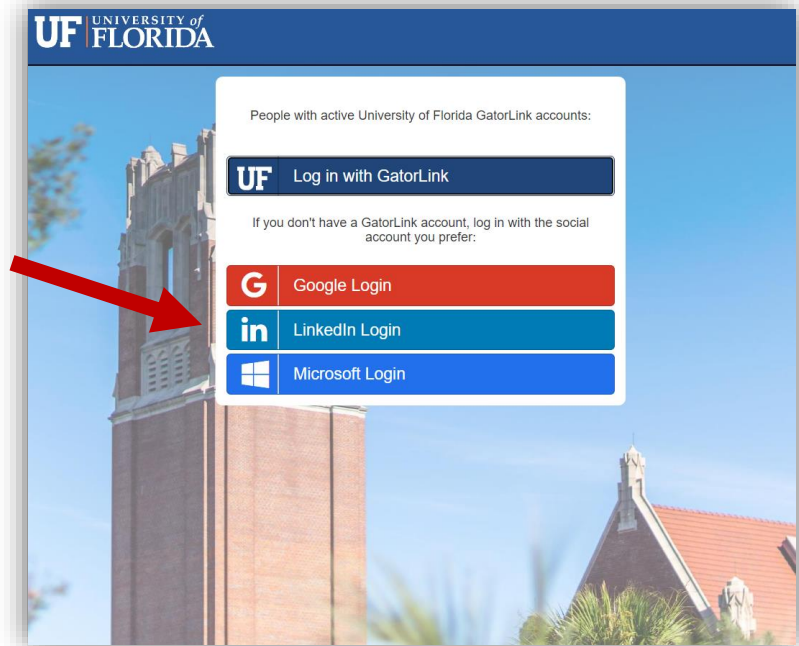 UF UNIVERSITY of
FLORIDA
People with active University of Florida GatorLink accounts:
UF Log in with GatorLink
If you don't have a GatorLink account, log in with the social
account you prefer:
G Google Login
in LinkedIn Login
Microsoft Login